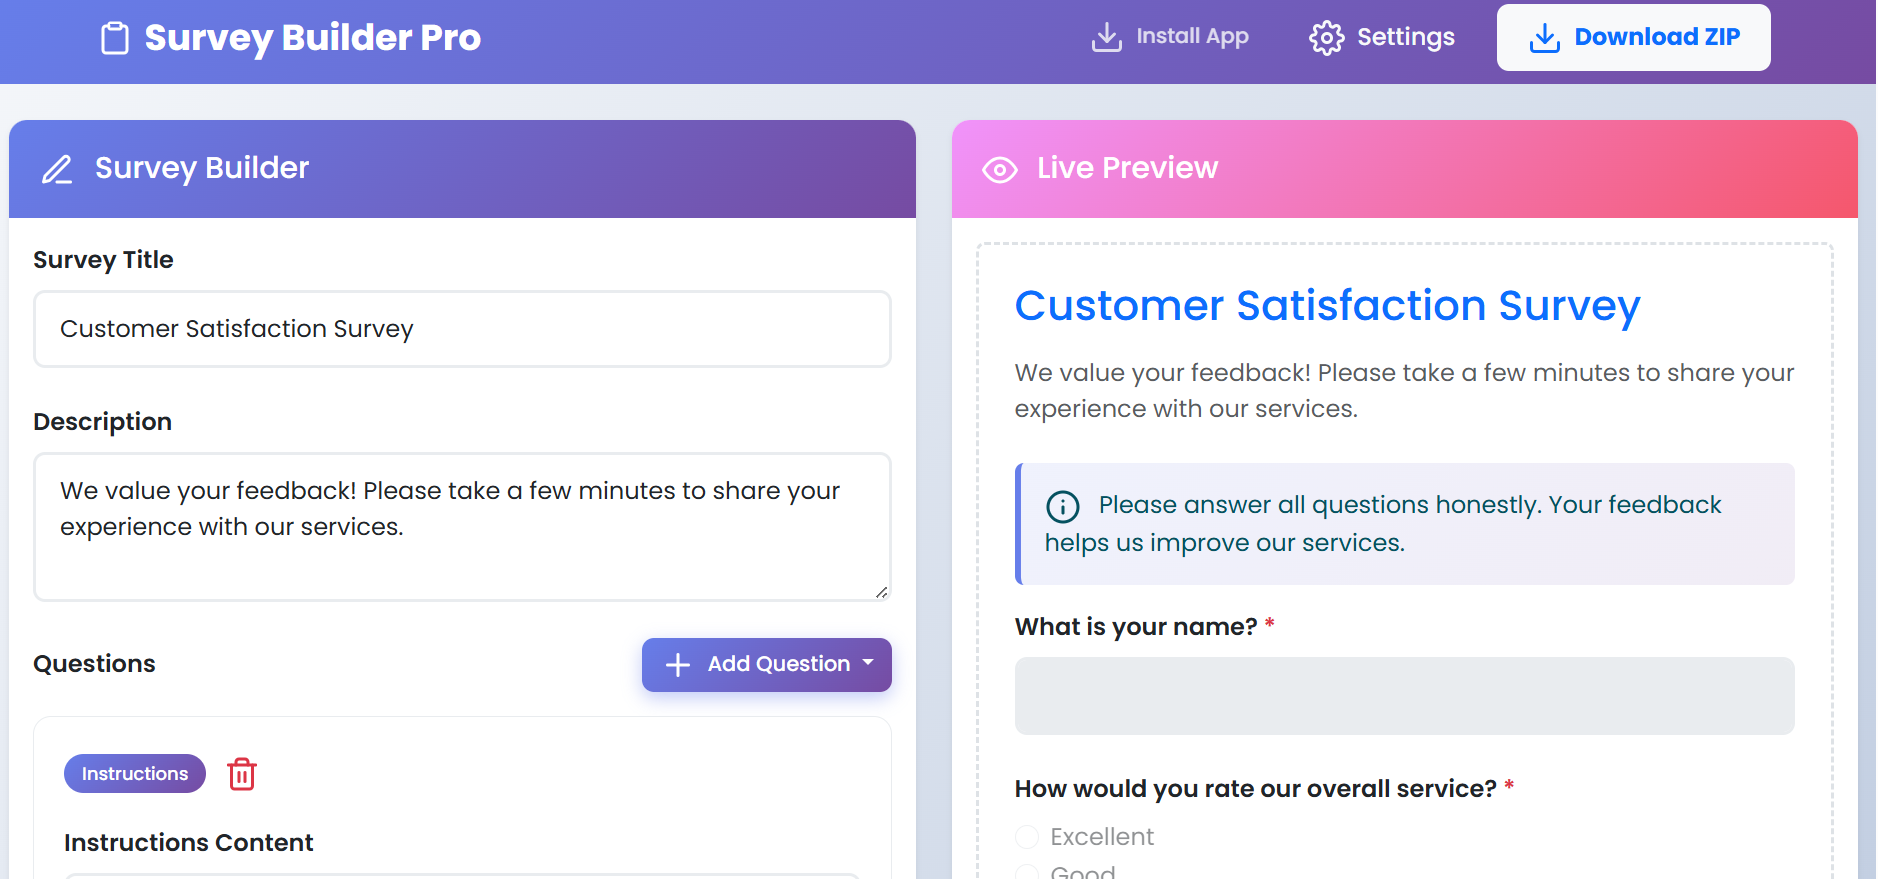 Survey Builder Pro
Install App
Settings
Download ZIP
Survey Builder
Survey Title
Customer Satisfaction Survey
Description
We value your feedback! Please take a few minutes to share your
experience with our services.
Questions
Add Question
Instructions
Instructions Content
Live Preview
Customer Satisfaction Survey
We value your feedback! Please take a few minutes to share your
experience with our services.
Please answer all questions honestly. Your feedback
helps us improve our services.
What is your name? *
How would you rate our overall service? *
Excellent
Good